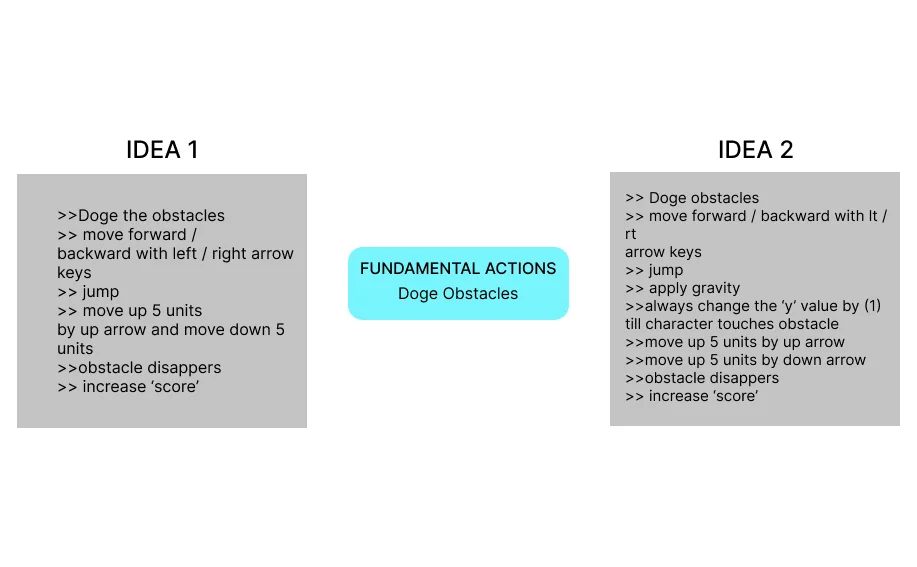 IDEA 1
>>Doge the obstacles
>> move forward /
backward with left / right arrow
keys
>> jump
>> move up 5 units
by up arrow and move down 5
units
>>obstacle disappers
>> increase ‘score’
FUNDAMENTAL ACTIONS
Doge Obstacles
IDEA 2
>> Doge obstacles
>> move forward / backward with lt /
rt
arrow keys
>> jump
>> apply gravity
>>always change the ‘y’ value by (1)
till character touches obstacle
>>move up 5 units by up arrow
>>move up 5 units by down arrow
>>obstacle disappers
>> increase ‘score’